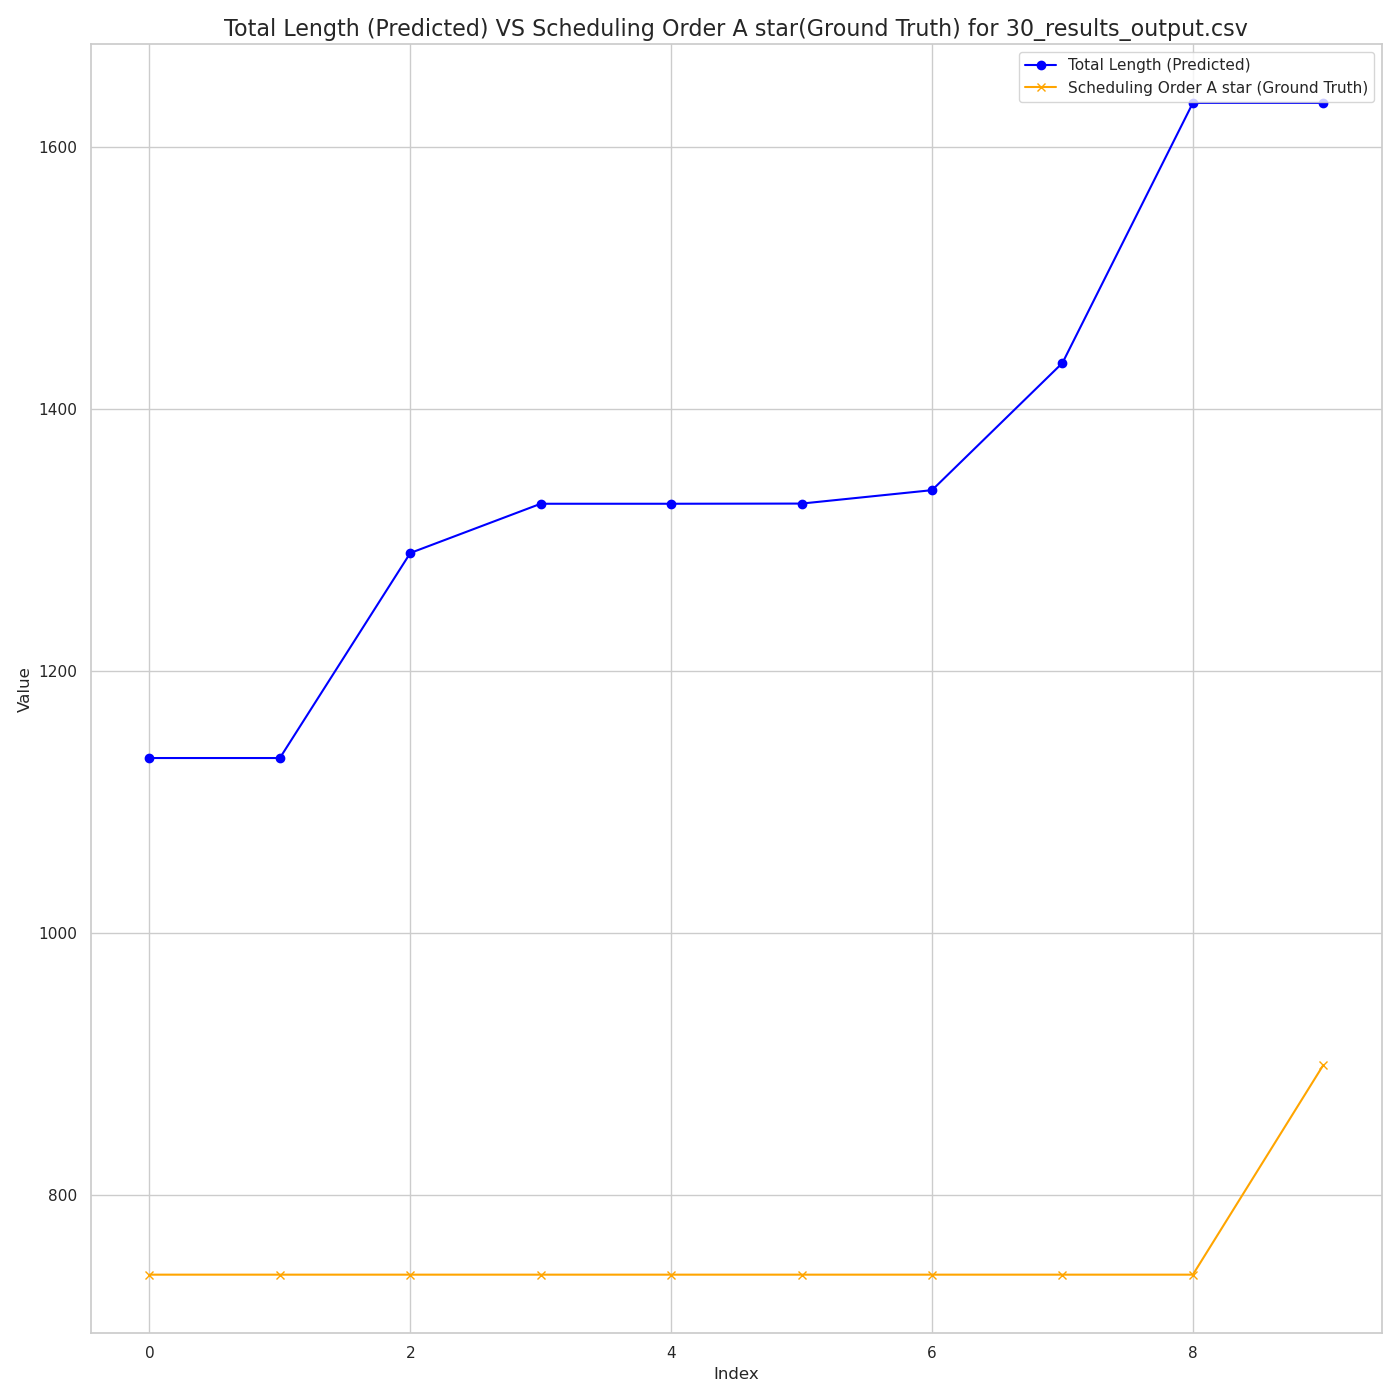 Total Length (Predicted) VS Scheduling Order A star(Ground Truth) for 30_results_output.csv
Total Length (Predicted)
Scheduling Order A star (Ground Truth)
1600
1400
1200
1000
800
Value
0 2 4 6 8
Index